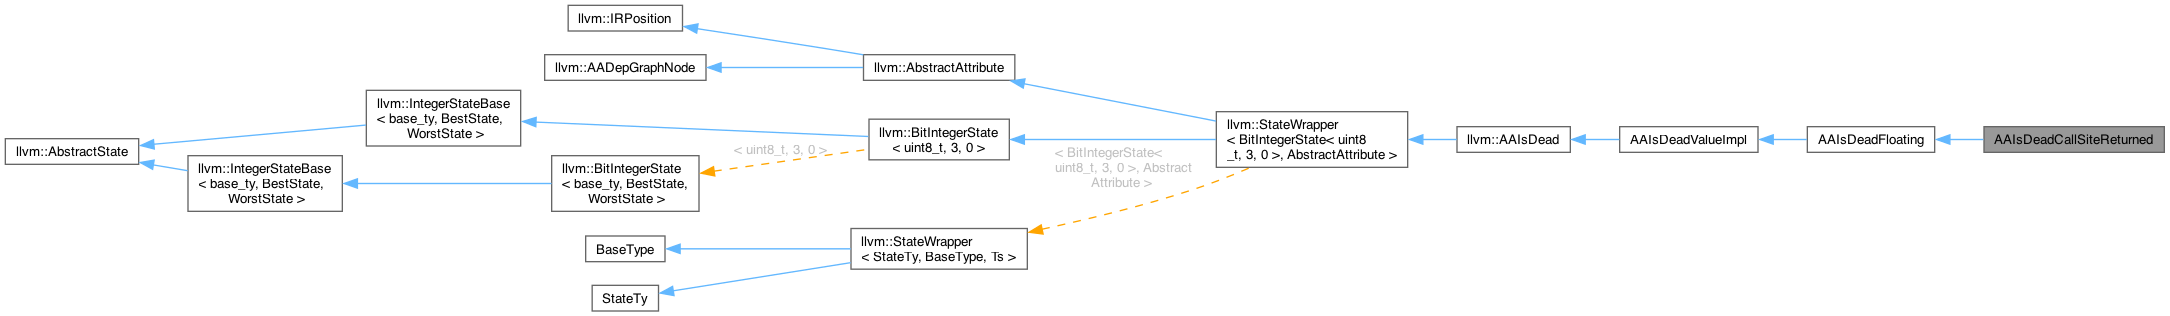 llvm::IRPosition
llvm::AADepGraphNode
llvm::AbstractAttribute
llvm::IntegerStateBase
< base_ty, BestState,
WorstState >
llvm::AbstractState
llvm::IntegerStateBase
< base_ty, BestState,
WorstState >
llvm::BitIntegerState
< uint8_t, 3, 0 >
< uint8_t, 3, 0 >
llvm::BitIntegerState
< base_ty, BestState,
WorstState >
llvm::StateWrapper
< BitIntegerState< uint8
_t, 3, 0 >, AbstractAttribute >
< BitIntegerState<
uint8_t, 3, 0 >, Abstract
Attribute >
llvm::AAIsDead
AAIsDeadValueImpl
AAIsDeadFloating
AAIsDeadCallSiteReturned
BaseType
llvm::StateWrapper
< StateTy, BaseType, Ts >
StateTy